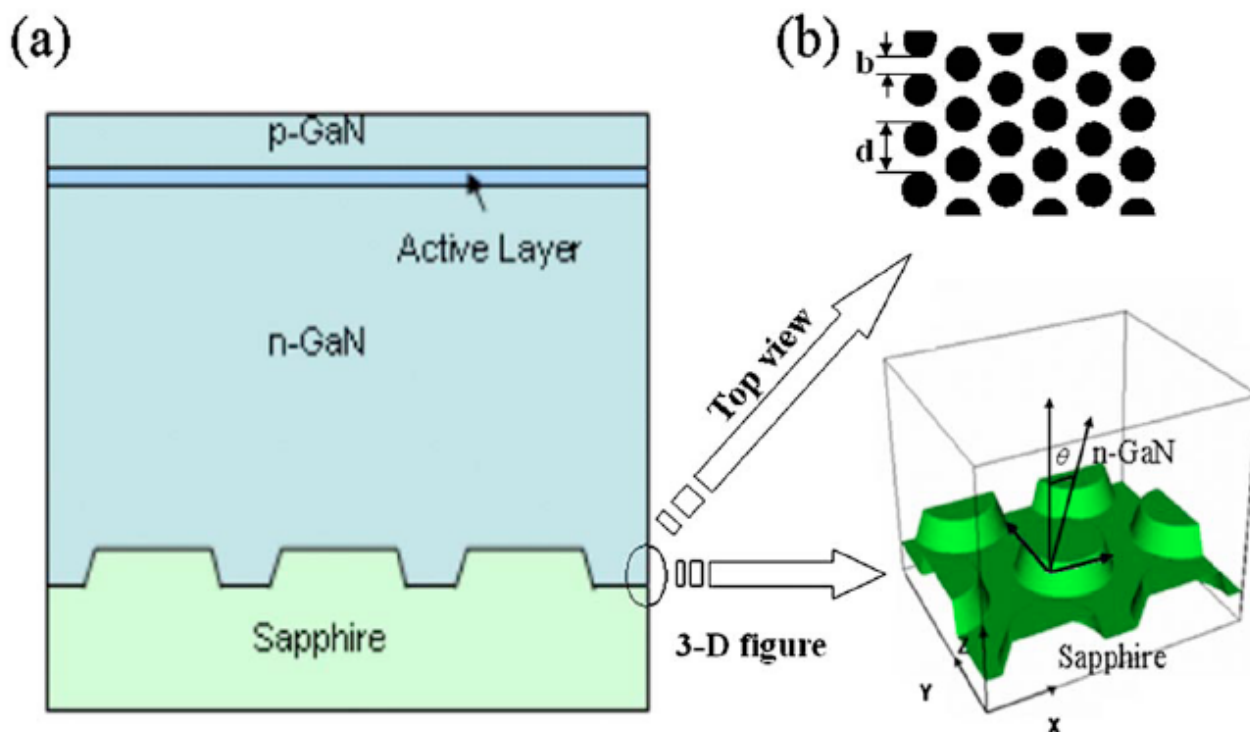 (a)
p-GaN
Active Layer
n-GaN
Sapphire
(b)
b
d
Top view
3-D figure
θ
n-GaN
Sapphire
Z
Y
X